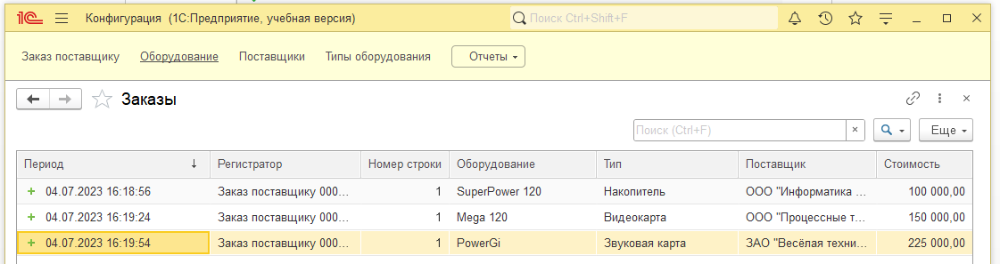 1С Конфигурация (1С:Предприятие, учебная версия) Поиск Ctrl+Shift+F
Заказ поставщику Оборудование Поставщики Типы оборудования Отчеты
Заказы
Поиск (Ctrl+F) Еще
Период Регистратор Номер строки Оборудование Тип Поставщик Стоимость
04.07.2023 16:18:56 Заказ поставщику 000... 1 SuperPower 120 Накопитель ООО "Информатика ... 100 000,00
04.07.2023 16:19:24 Заказ поставщику 000... 1 Mega 120 Видеокарта ООО "Процессные т... 150 000,00
04.07.2023 16:19:54 Заказ поставщику 000... 1 PowerGi Звуковая карта ЗАО "Весёлая техни... 225 000,00